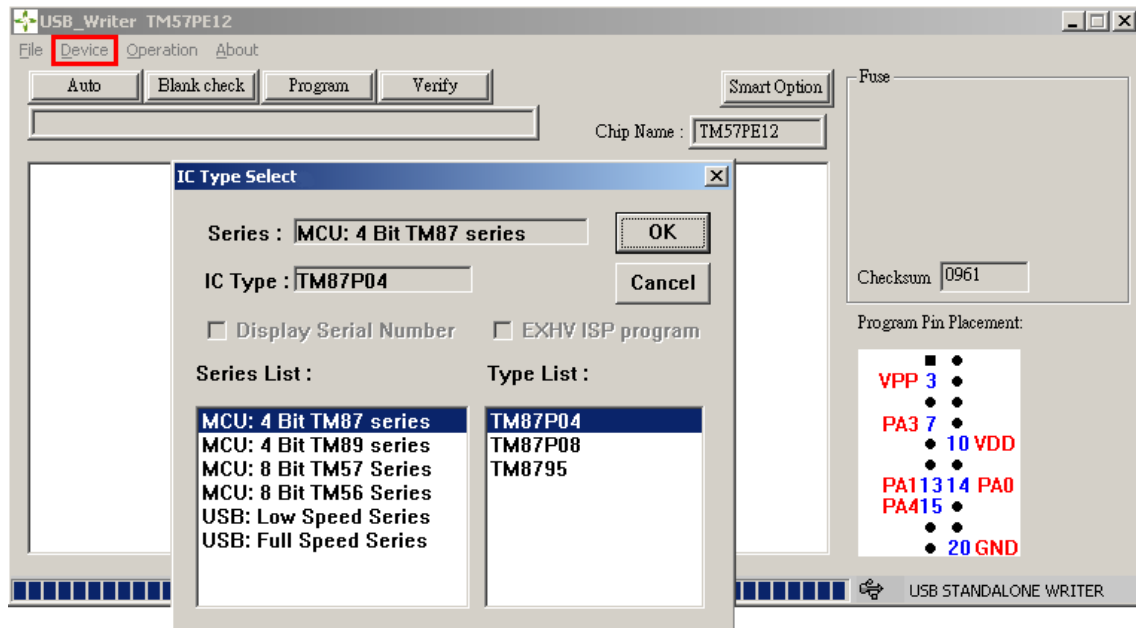 USB_Writer TM57PE12
File Device Operation About
Auto Blank check Program Verify Smart Option
Chip Name : TM57PE12
Fuse
Checksum 0961
IC Type Select
Series : MCU: 4 Bit TM87 series OK
IC Type : TM87P04 Cancel
Display Serial Number EXHV ISP program
Series List :
MCU: 4 Bit TM87 series
MCU: 4 Bit TM89 series
MCU: 8 Bit TM57 Series
MCU: 8 Bit TM56 Series
USB: Low Speed Series
USB: Full Speed Series
Type List :
TM87P04
TM87P08
TM8795
Program Pin Placement:
VPP 3
PA3 7
10 VDD
PA1 13 14 PA0
PA4 15
20 GND
USB STANDALONE WRITER